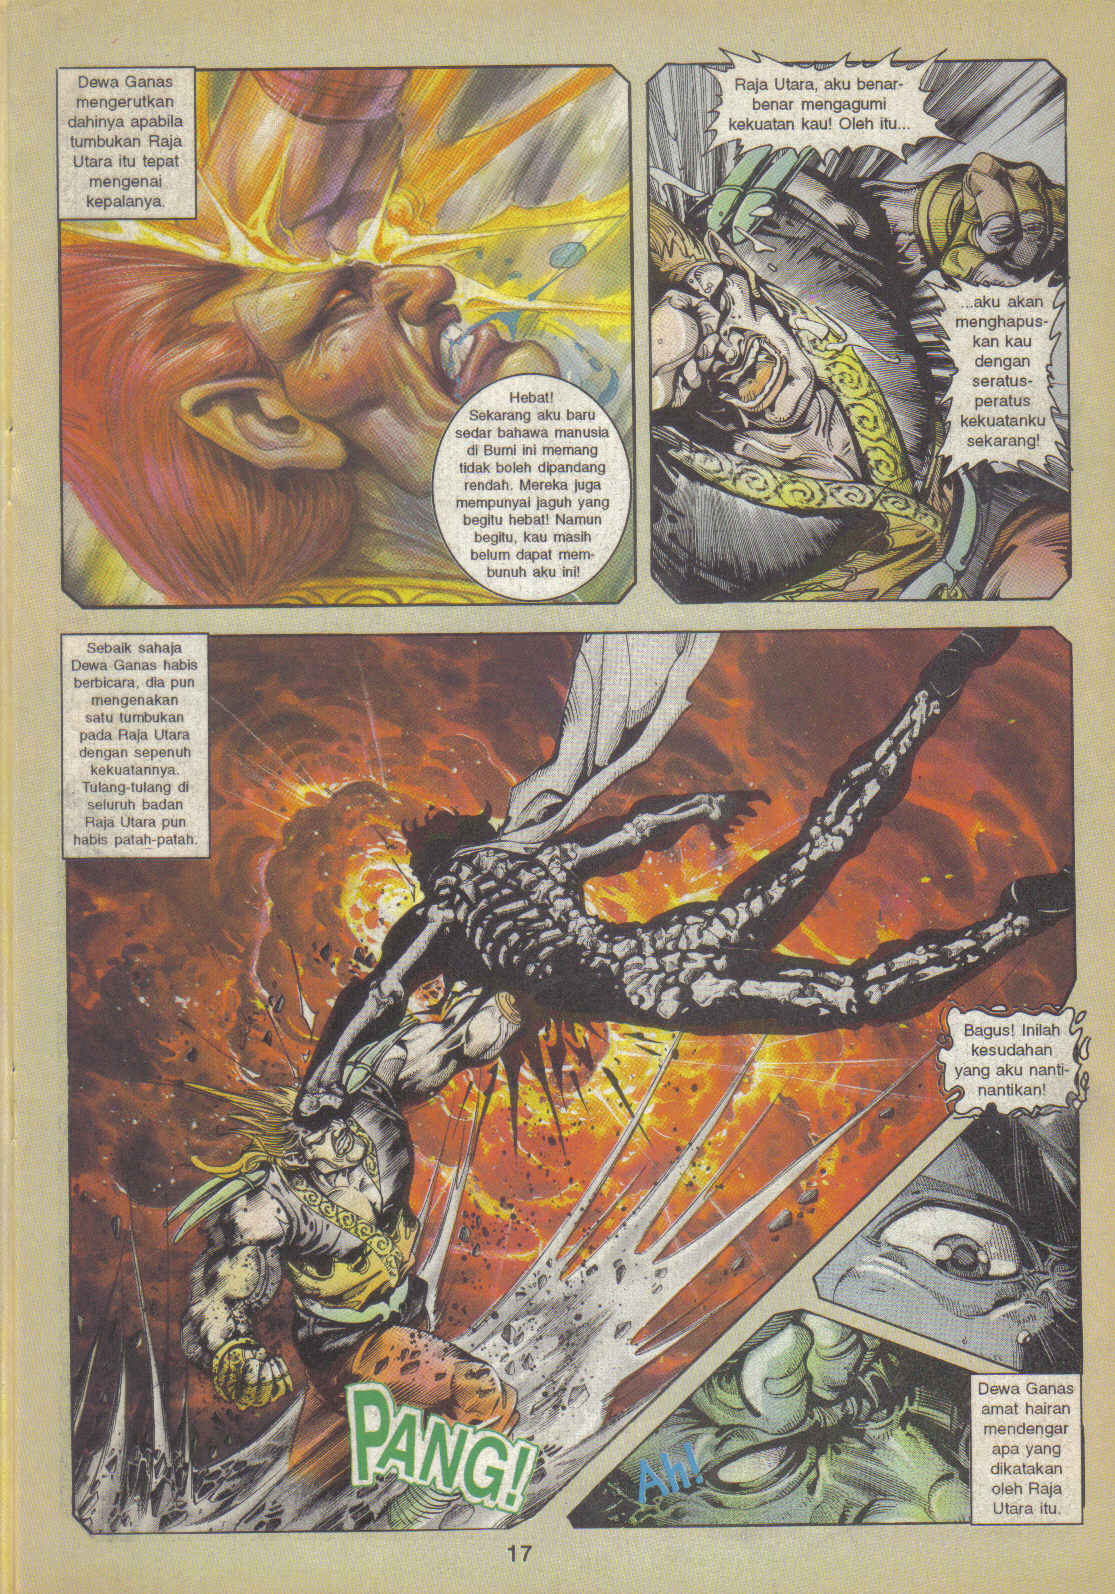 Dewa Ganas
mengerutkan
dahinya apabila
tumbukan Raja
Utara itu tepat
mengenai
kepalanya.
Hebat!
Sekarang aku baru
sedar bahawa manusia
di Bumi ini memang
tidak boleh dipandang
rendah. Mereka juga
mempunyai jaguh yang
begitu hebat! Namun
begitu, kau masih
belum dapat mem-
bunuh aku ini!
Raja Utara, aku benar-
benar mengagumi
kekuatan kau! Oleh itu...
...aku akan
menghapus-
kan kau
dengan
seratus-
peratus
kekuatanku
sekarang!
Sebaik sahaja
Dewa Ganas habis
berbicara, dia pun
mengenakan
satu tumbukan
pada Raja Utara
dengan sepenuh
kekuatannya.
Tulang-tulang di
seluruh badan
Raja Utara pun
habis patah-patah.
PANG!
Bagus! Inilah
kesudahan
yang aku nanti-
nantikan!
Ah!
Dewa Ganas
amat hairan
mendengar
apa yang
dikatakan
oleh Raja
Utara itu.
17